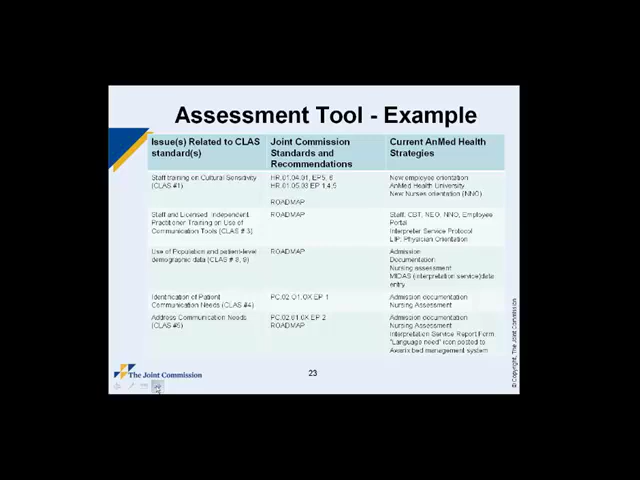 Assessment Tool - Example
Issue(s) Related to CLAS
standard(s)
Joint Commission
Standards and
Recommendations
Current AnMed Health
Strategies
Staff training on Cultural Sensitivity
(CLAS #1)
HR.01.04.01, EP5, 6
HR.01.05.03 EP 1,4,5
ROADMAP
New employee orientation
AnMed Health University
New Nurses orientation (NNO)
Staff and Licensed Independent
Practitioner Training on Use of
Communication Tools (CLAS # 3)
ROADMAP
Staff: CBT, NEO, NNO, Employee
Portal
Interpreter Service Protocol
LIP: Physician Orientation
Use of Population and patient-level
demographic data (CLAS # 8, 9)
ROADMAP
Admission
Documentation
Nursing assessment
MIDAS (interpretation service)data
entry
Identification of Patient
Communication Needs (CLAS #4)
PC.02.01.0X EP 1
Admission documentation
Nursing Assessment
Address Communication Needs
(CLAS #5)
PC.02.01.0X EP 2
ROADMAP
Admission documentation
Nursing Assessment
Interpretation Service Report Form
"Language need" icon posted to
Awarix bed management system
The Joint Commission
23
© Copyright, The Joint Commission